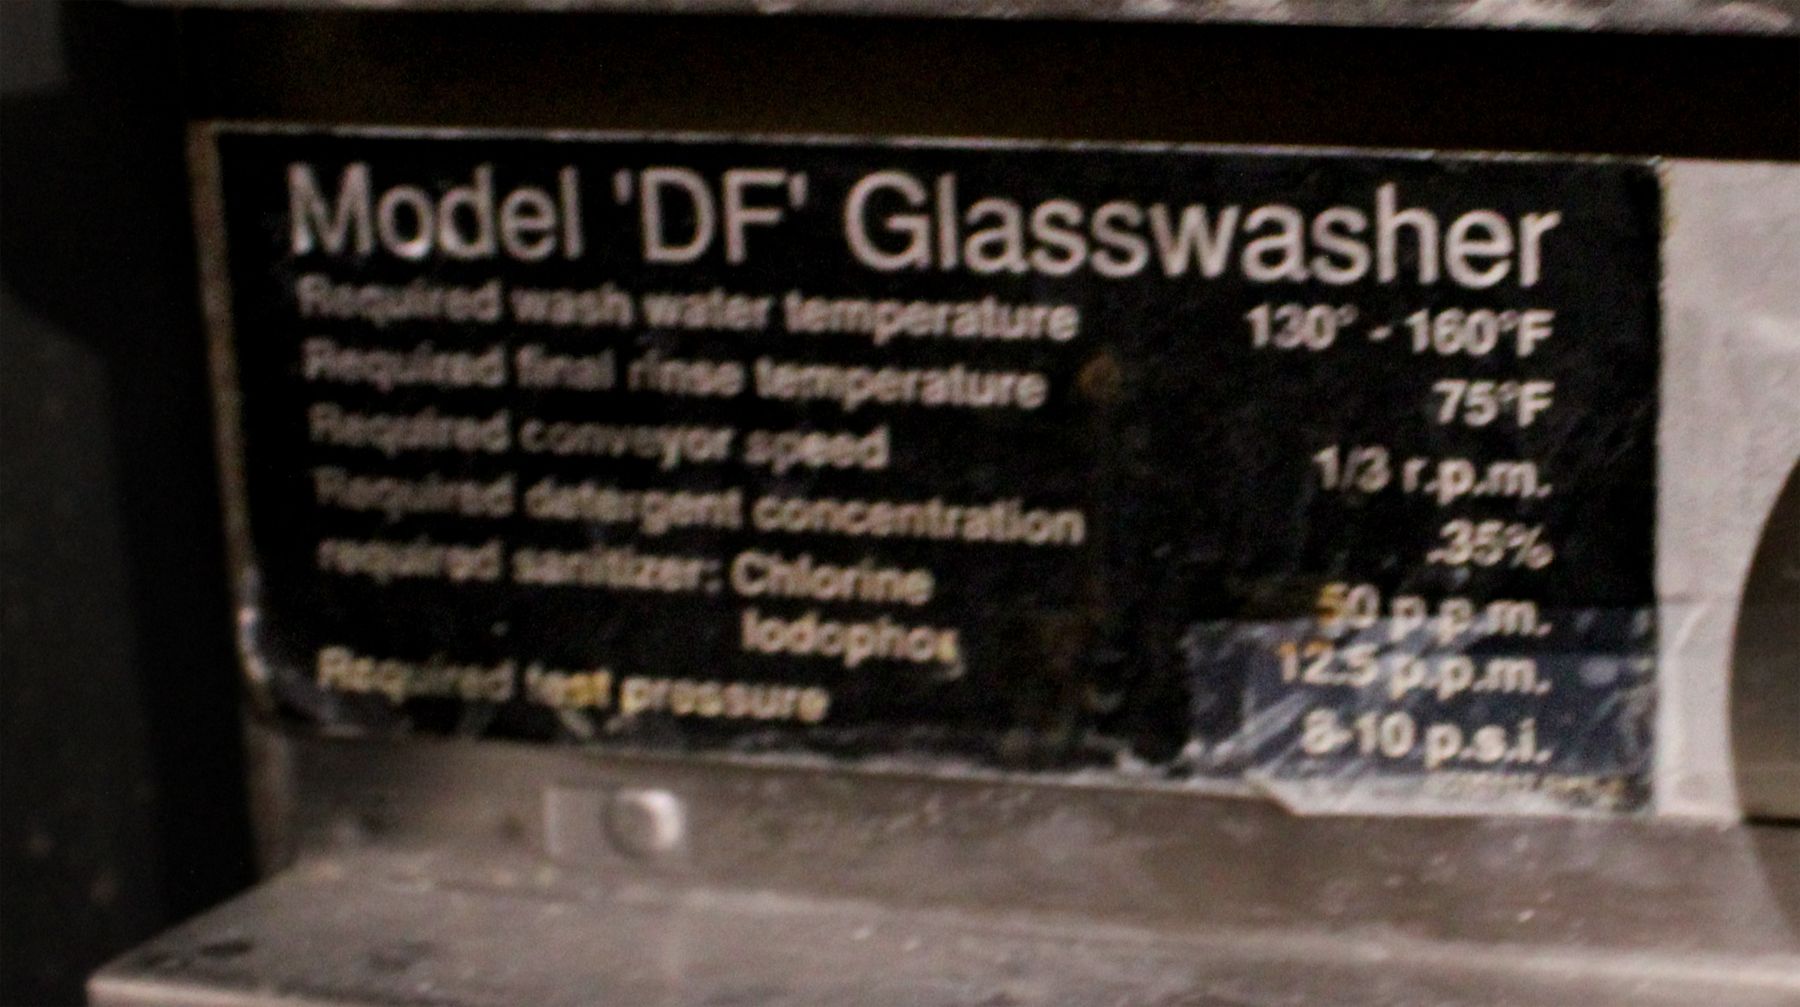 Model 'DF' Glasswasher
Required wash water temperature 130° - 160°F
Required final rinse temperature 75°F
Required conveyor speed 1/3 r.p.m.
Required detergent concentration .35%
required sanitizer: Chlorine 50 p.p.m.
Iodophor 12.5 p.p.m.
Required test pressure 8-10 p.s.i.